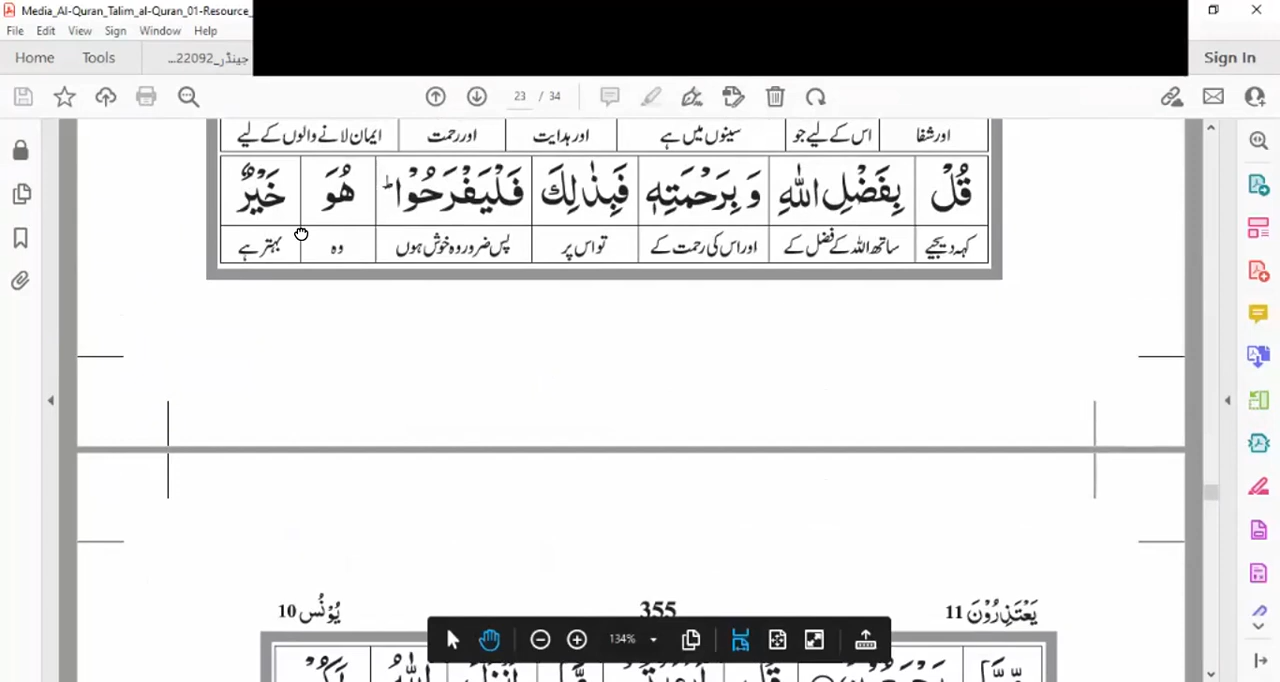 Media_Al-Quran_Talim_al-Quran_01-Resource_
File Edit View Sign Window Help
Home Tools جینڈر_22092... Sign In
23 / 34
اور شفا اس کے لیے جو سینوں میں ہے اور ہدایت اور رحمت ایمان لانے والوں کے لیے
قُلْ بِفَضْلِ اللّٰهِ وَ بِرَحْمَتِهٖ فَبِذٰلِكَ فَلْيَفْرَحُوْا ؕ هُوَ خَيْرٌ
کہہ دیجیے ساتھ اللہ کے فضل کے اور اس کی رحمت کے تو اس پر پس ضرور وہ خوش ہوں وہ بہتر ہے
يَعْتَذِرُوْنَ 11 355 يُوْنُس 10
134%